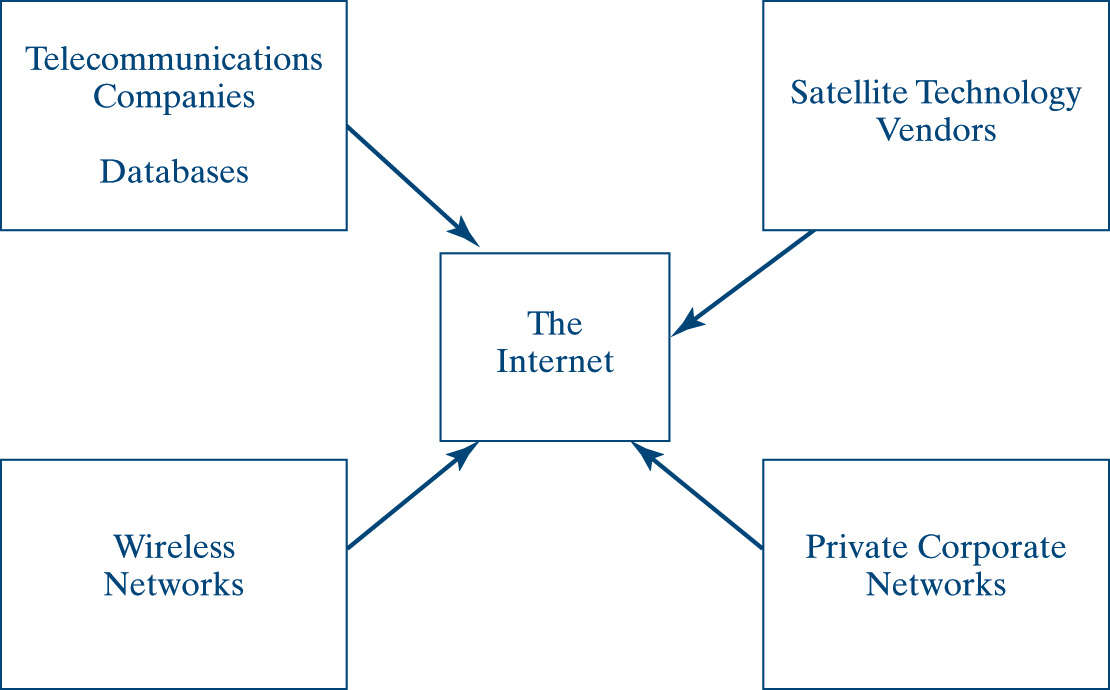 Telecommunications
Companies
Databases
Satellite Technology
Vendors
The
Internet
Wireless
Networks
Private Corporate
Networks